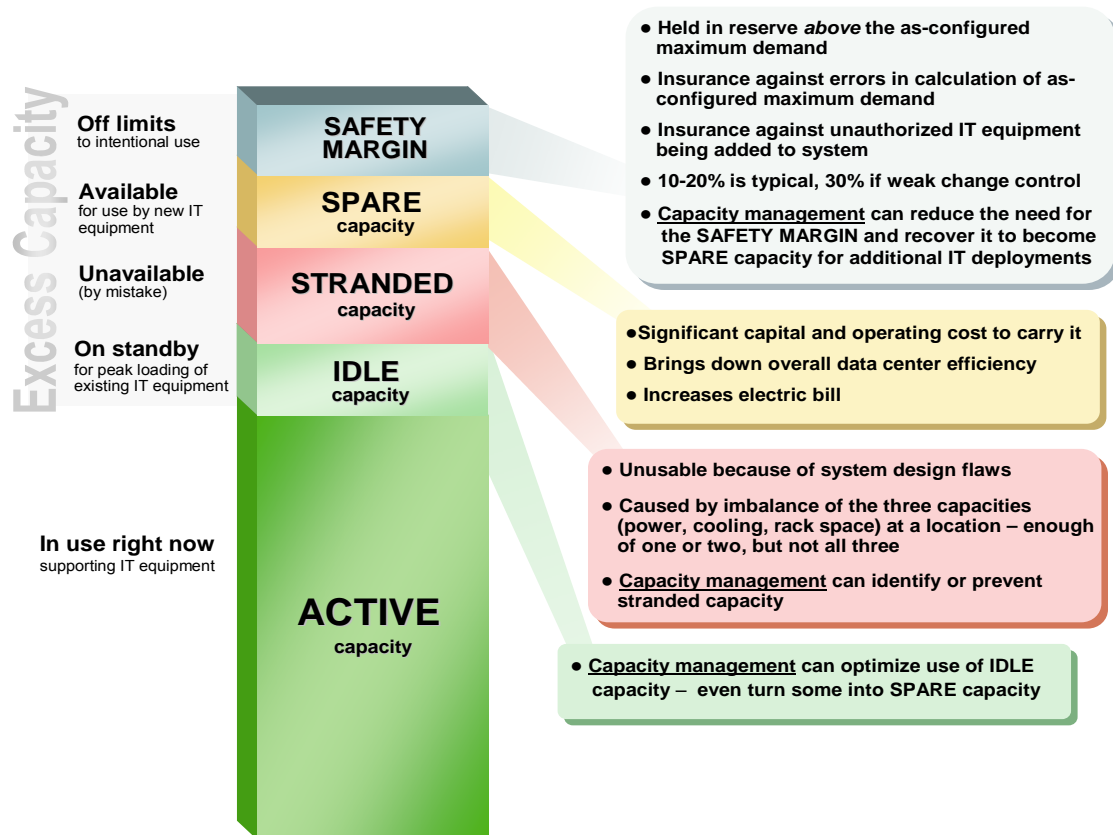 Excess Capacity
Off limits
to intentional use
Available
for use by new IT
equipment
Unavailable
(by mistake)
On standby
for peak loading of
existing IT equipment
In use right now
supporting IT equipment
SAFETY
MARGIN
SPARE
capacity
STRANDED
capacity
IDLE
capacity
ACTIVE
capacity
● Held in reserve above the as-configured
maximum demand
● Insurance against errors in calculation of as-
configured maximum demand
● Insurance against unauthorized IT equipment
being added to system
● 10-20% is typical, 30% if weak change control
● Capacity management can reduce the need for
the SAFETY MARGIN and recover it to become
SPARE capacity for additional IT deployments
●Significant capital and operating cost to carry it
● Brings down overall data center efficiency
● Increases electric bill
● Unusable because of system design flaws
● Caused by imbalance of the three capacities
(power, cooling, rack space) at a location – enough
of one or two, but not all three
● Capacity management can identify or prevent
stranded capacity
● Capacity management can optimize use of IDLE
capacity – even turn some into SPARE capacity